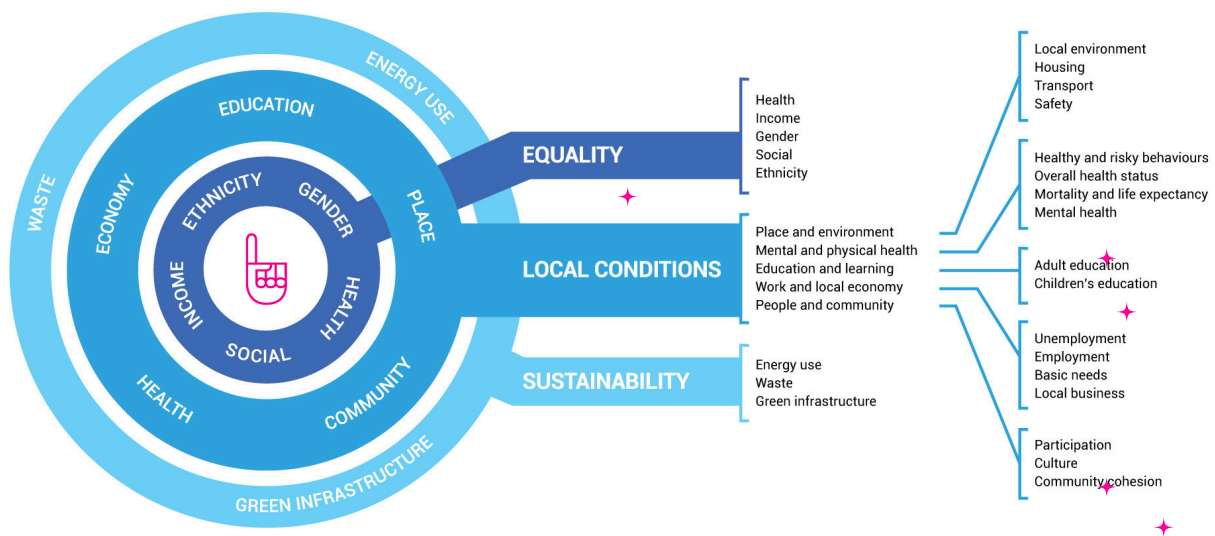 WASTE
ENERGY USE
GREEN INFRASTRUCTURE
EDUCATION
ECONOMY
PLACE
HEALTH
COMMUNITY
ETHNICITY
GENDER
INCOME
HEALTH
SOCIAL
EQUALITY
Health
Income
Gender
Social
Ethnicity
LOCAL CONDITIONS
Place and environment
Mental and physical health
Education and learning
Work and local economy
People and community
SUSTAINABILITY
Energy use
Waste
Green infrastructure
Local environment
Housing
Transport
Safety
Healthy and risky behaviours
Overall health status
Mortality and life expectancy
Mental health
Adult education
Children's education
Unemployment
Employment
Basic needs
Local business
Participation
Culture
Community cohesion